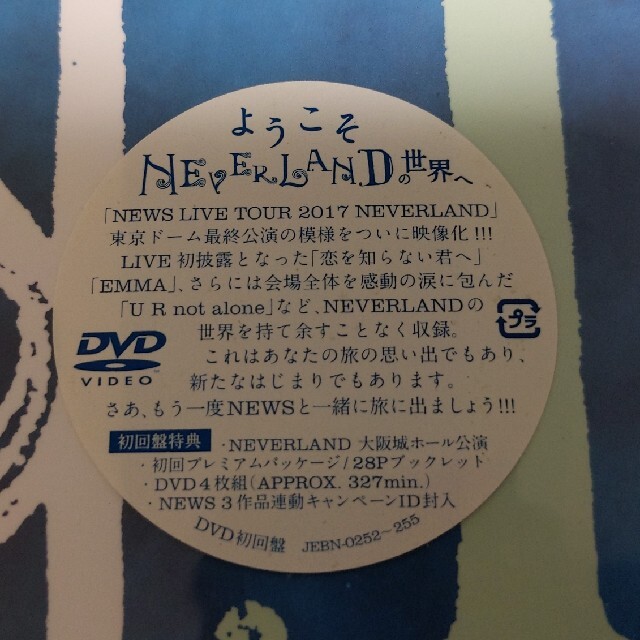 ようこそ
NEVERLANDの世界へ
「NEWS LIVE TOUR 2017 NEVERLAND」
東京ドーム最終公演の模様をついに映像化!!!
LIVE 初披露となった「恋を知らない君へ」
「EMMA」、さらには会場全体を感動の涙に包んだ
「U R not alone」など、NEVERLANDの
世界を持て余すことなく収録。
これはあなたの旅の思い出でもあり、
新たなはじまりでもあります。
さあ、もう一度NEWSと一緒に旅に出ましょう!!!
DVD
VIDEO
プラ
初回盤特典 ・NEVERLAND 大阪城ホール公演
・初回プレミアムパッケージ/28Pブックレット
・DVD4枚組(APPROX. 327min.)
・NEWS 3作品連動キャンペーンID封入
DVD初回盤 JEBN-0252~255